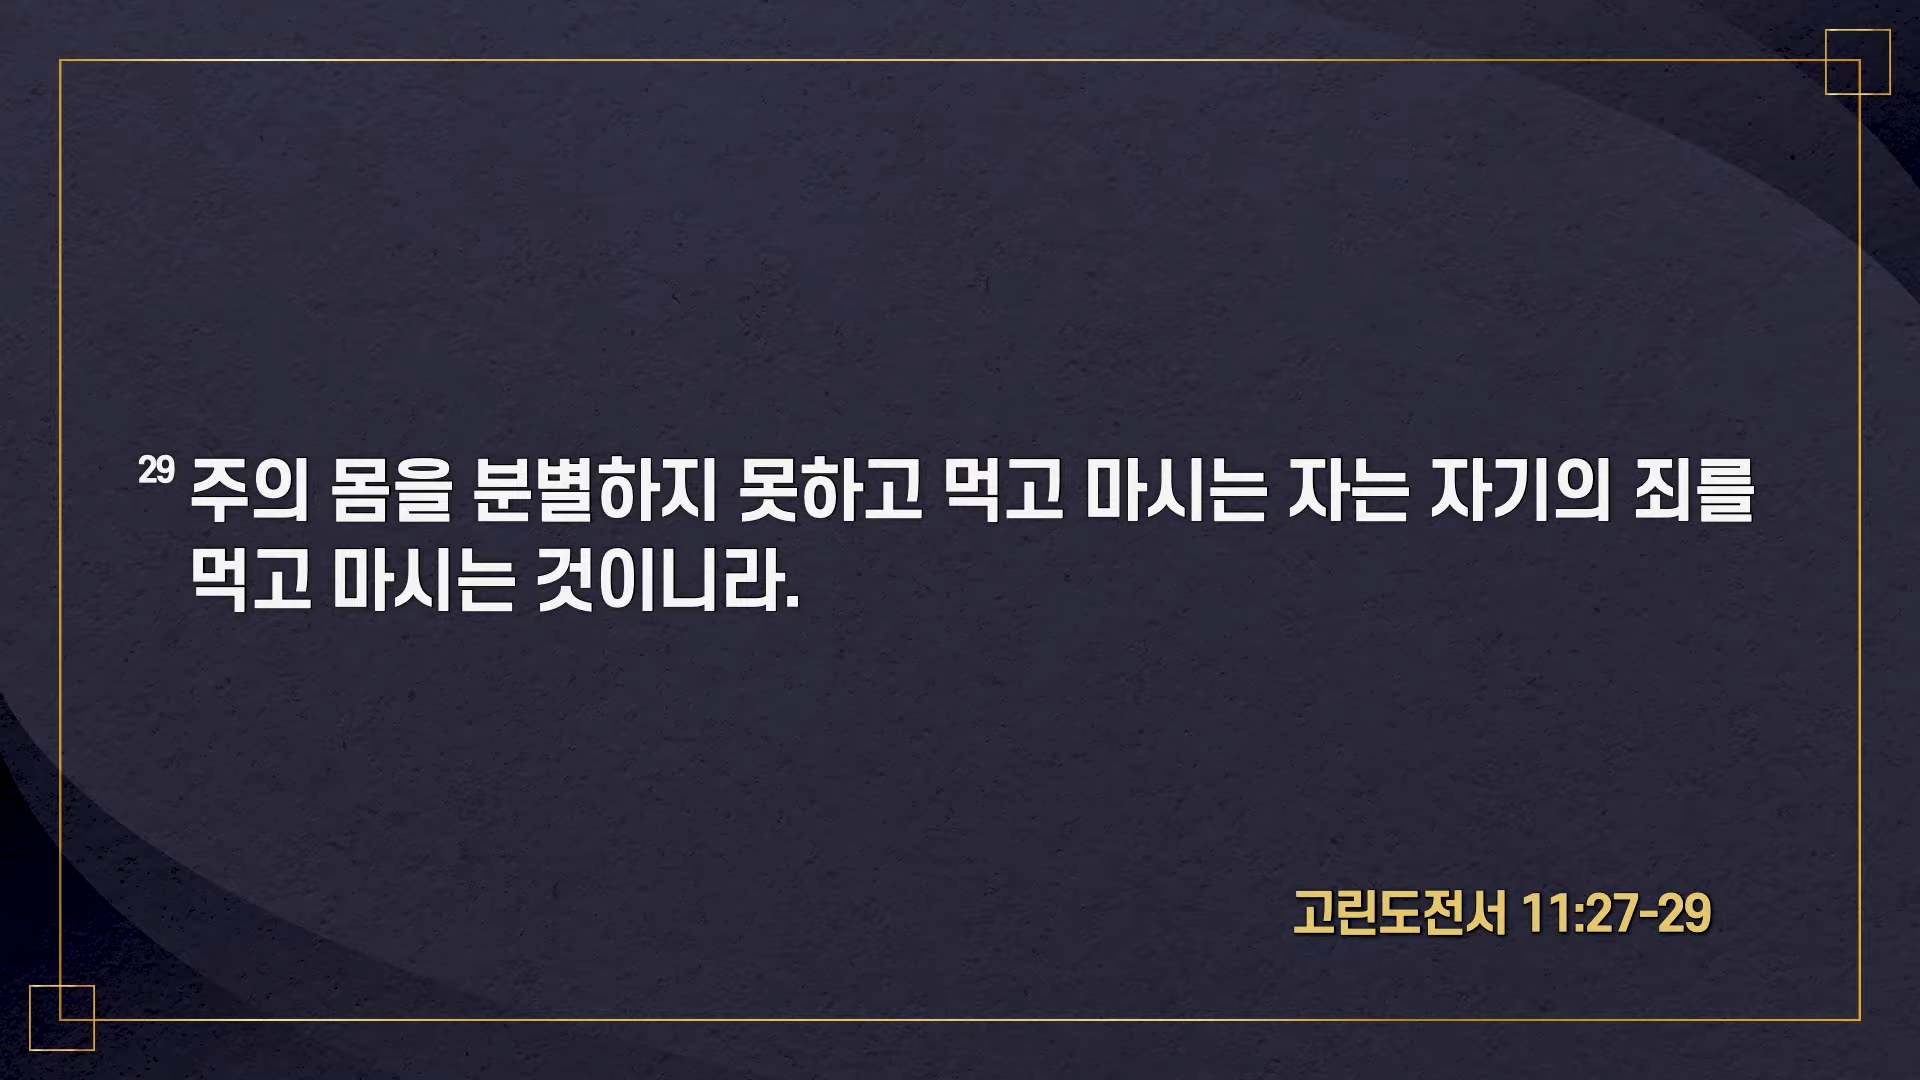 29 주의 몸을 분별하지 못하고 먹고 마시는 자는 자기의 죄를
먹고 마시는 것이니라.
고린도전서 11:27-29